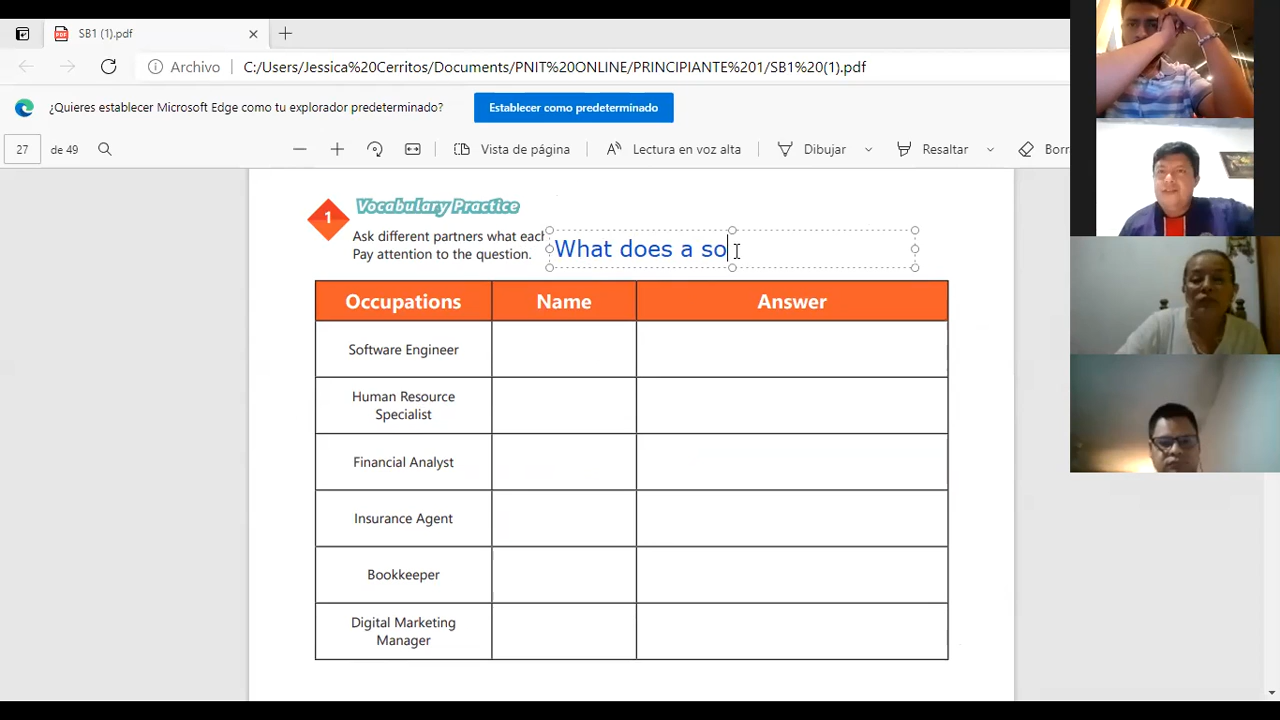 SB1 (1).pdf
Archivo
C:/Users/Jessica%20Cerritos/Documents/PNIT%20ONLINE/PRINCIPIANTE%201/SB1%20(1).pdf
¿Quieres establecer Microsoft Edge como tu explorador predeterminado?
Establecer como predeterminado
27 de 49
Vista de página
Lectura en voz alta
Dibujar
Resaltar
Borr
1
Vocabulary Practice
Ask different partners what each
Pay attention to the question.
What does a so
Occupations Name Answer
Software Engineer
Human Resource
Specialist
Financial Analyst
Insurance Agent
Bookkeeper
Digital Marketing
Manager